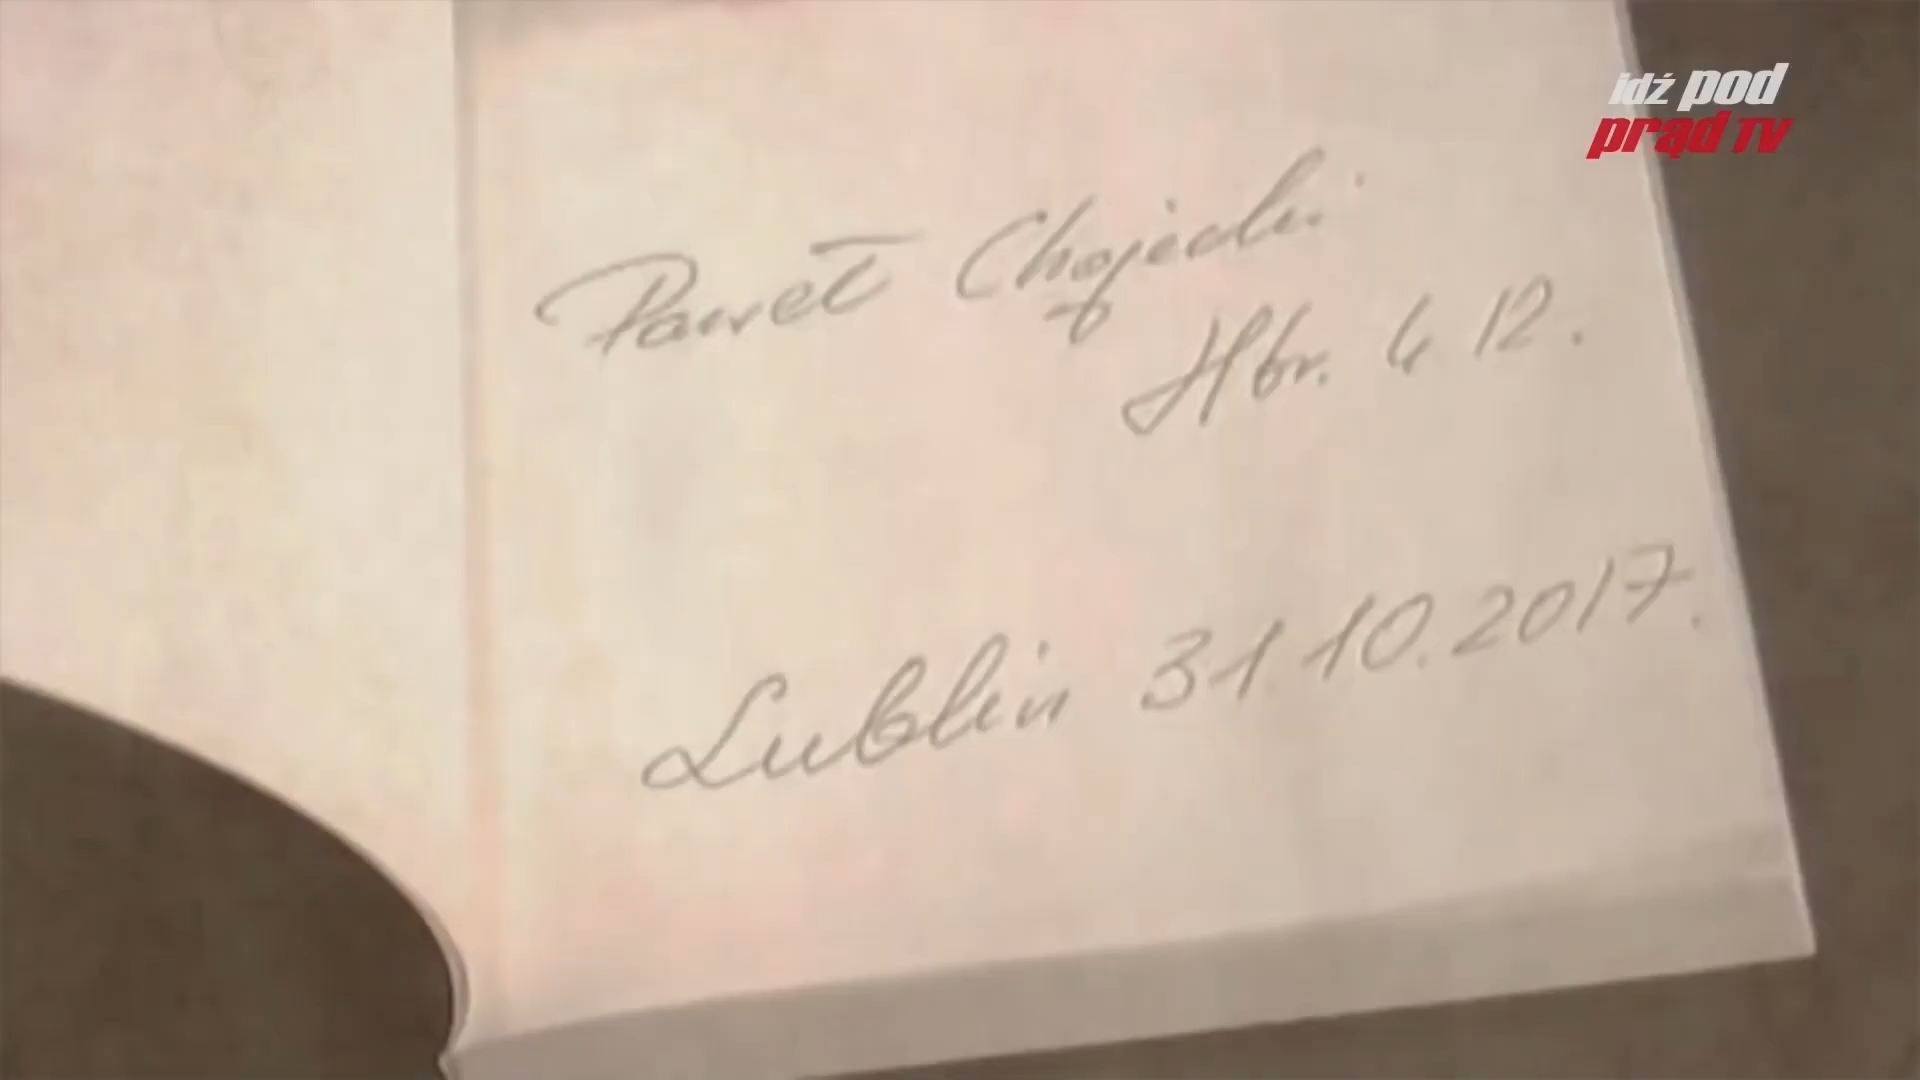 idź pod
prąd TV
Paweł Chojecki
Hbr. 4 12.
Lublin 31.10.2017.